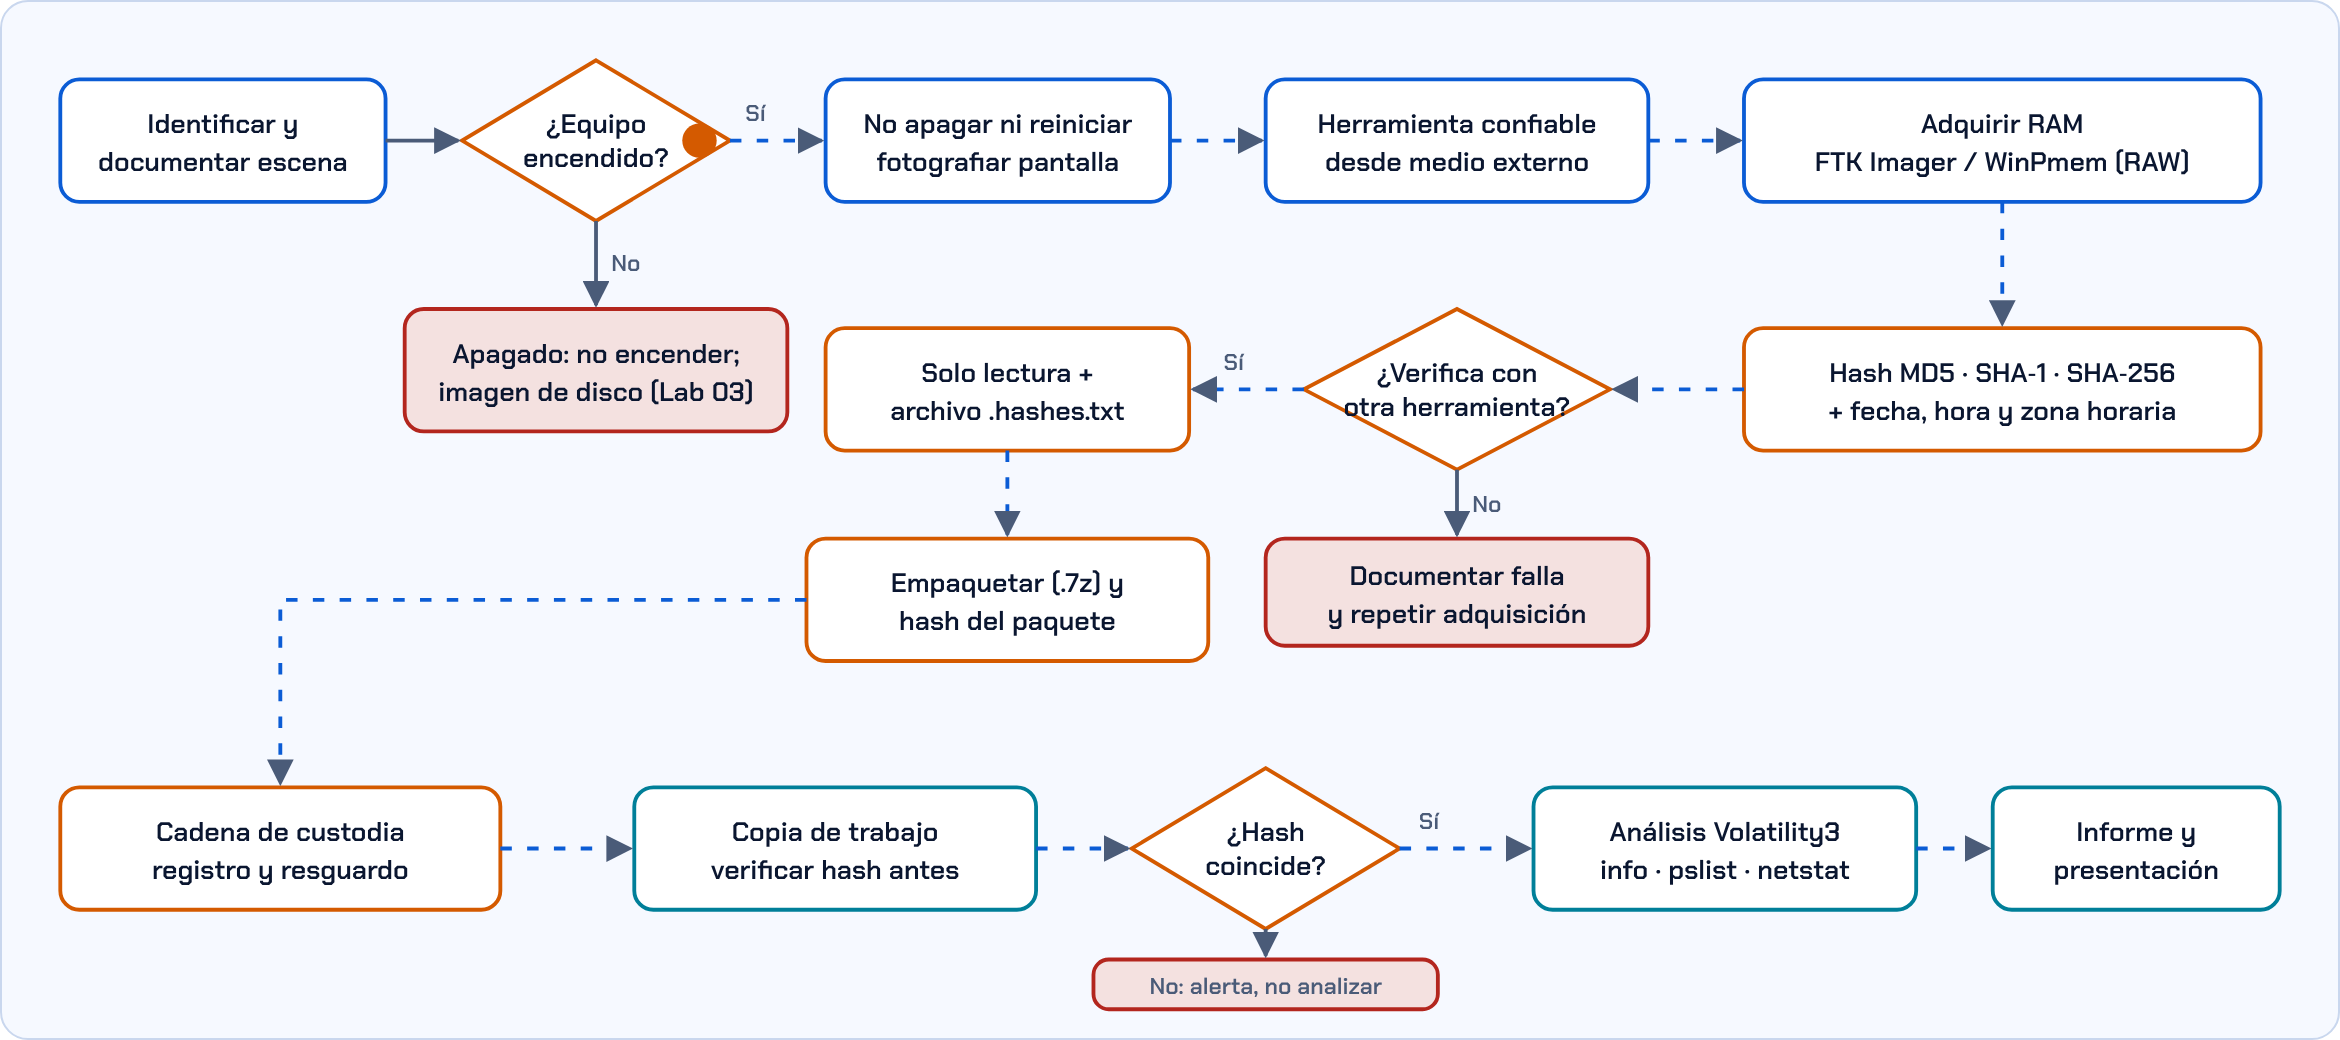 Identificar y
documentar escena
¿Equipo
encendido?
Sí
No apagar ni reiniciar
fotografiar pantalla
Herramienta confiable
desde medio externo
Adquirir RAM
FTK Imager / WinPmem (RAW)
No
Apagado: no encender;
imagen de disco (Lab 03)
Solo lectura +
archivo .hashes.txt
Sí
¿Verifica con
otra herramienta?
Hash MD5 · SHA-1 · SHA-256
+ fecha, hora y zona horaria
No
Empaquetar (.7z) y
hash del paquete
Documentar falla
y repetir adquisición
Cadena de custodia
registro y resguardo
Copia de trabajo
verificar hash antes
¿Hash
coincide?
Sí
Análisis Volatility3
info · pslist · netstat
Informe y
presentación
No: alerta, no analizar